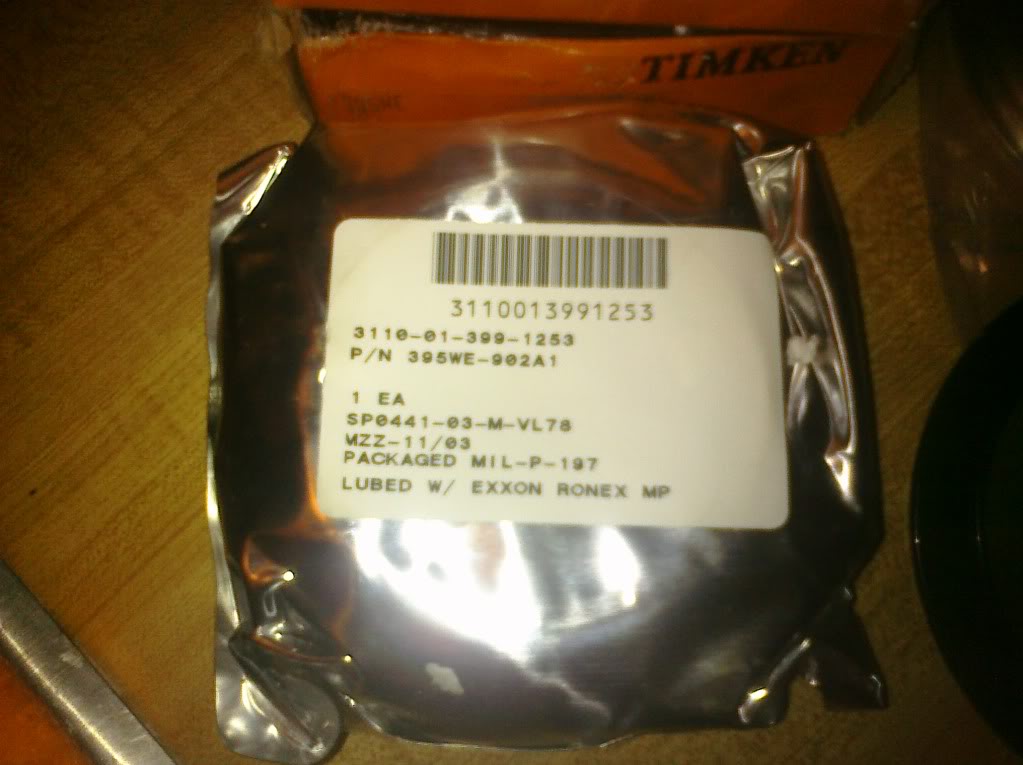 TIMKEN
3110013991253
3110-01-399-1253
P/N 395WE-902A1
1 EA
SP0441-03-M-VL78
MZZ-11/03
PACKAGED MIL-P-197
LUBED W/ EXXON RONEX MP